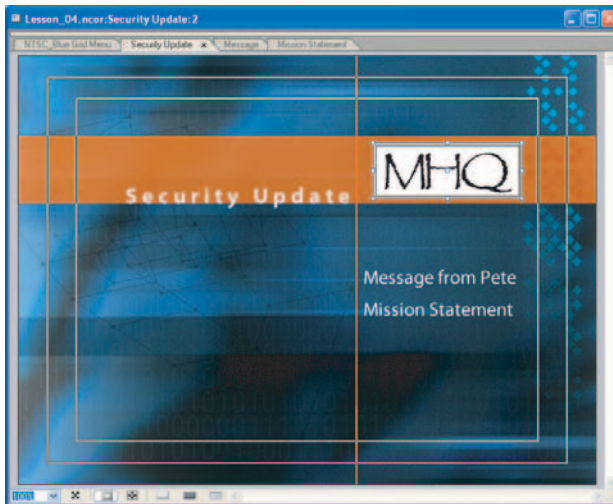 Lesson_04.ncor:Security Update:2
NTSC_Blue Grid Menu Security Update x Message Mission Statement
MHQ
Security Update
Message from Pete
Mission Statement
100%